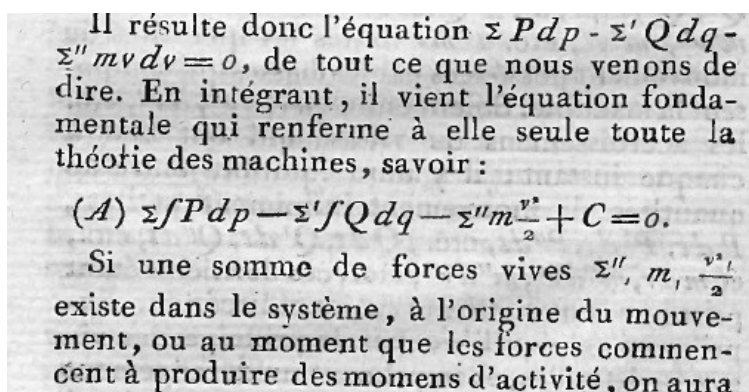 Il résulte donc l'équation Σ Pdp - Σ' Qdq-
Σ″ mvdv=o, de tout ce que nous venons de
dire. En intégrant, il vient l'équation fonda-
mentale qui renferme à elle seule toute la
théorie des machines, savoir :
(A) Σ∫Pdp—Σ'∫Qdq—Σ″m v²/2 + C=o.
Si une somme de forces vives Σ″, m, v²,/2
existe dans le système, à l'origine du mouve-
ment, ou au moment que les forces commen-
cent à produire des momens d'activité, on aura